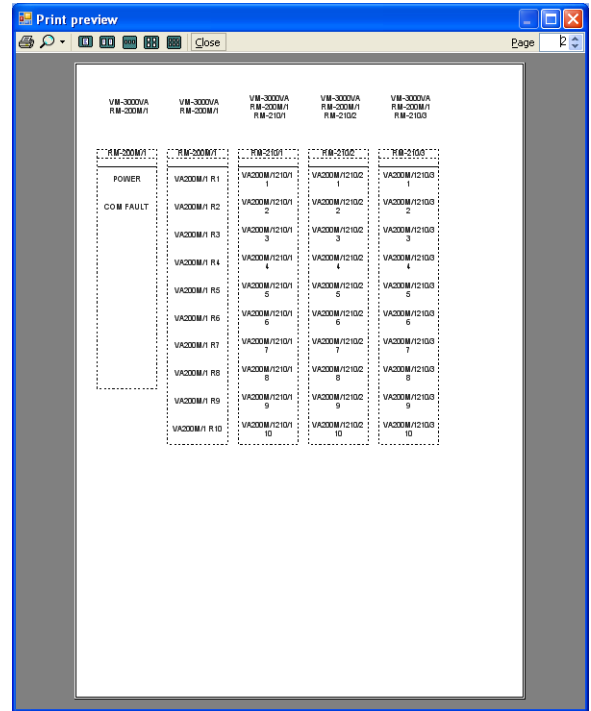 Print preview
Close
Page 2
VM-3000VA
RM-200M/1
VM-3000VA
RM-200M/1
VM-3000VA
RM-200M/1
RM-210/1
VM-3000VA
RM-200M/1
RM-210/2
VM-3000VA
RM-200M/1
RM-210/3
RM-200M/1
POWER
COM FAULT
RM-200M/1
VA200M/1 R1
VA200M/1 R2
VA200M/1 R3
VA200M/1 R4
VA200M/1 R5
VA200M/1 R6
VA200M/1 R7
VA200M/1 R8
VA200M/1 R9
VA200M/1 R10
RM-210/1
VA200M/1210/1
1
VA200M/1210/1
2
VA200M/1210/1
3
VA200M/1210/1
4
VA200M/1210/1
5
VA200M/1210/1
6
VA200M/1210/1
7
VA200M/1210/1
8
VA200M/1210/1
9
VA200M/1210/1
10
RM-210/2
VA200M/1210/2
1
VA200M/1210/2
2
VA200M/1210/2
3
VA200M/1210/2
4
VA200M/1210/2
5
VA200M/1210/2
6
VA200M/1210/2
7
VA200M/1210/2
8
VA200M/1210/2
9
VA200M/1210/2
10
RM-210/3
VA200M/1210/3
1
VA200M/1210/3
2
VA200M/1210/3
3
VA200M/1210/3
4
VA200M/1210/3
5
VA200M/1210/3
6
VA200M/1210/3
7
VA200M/1210/3
8
VA200M/1210/3
9
VA200M/1210/3
10